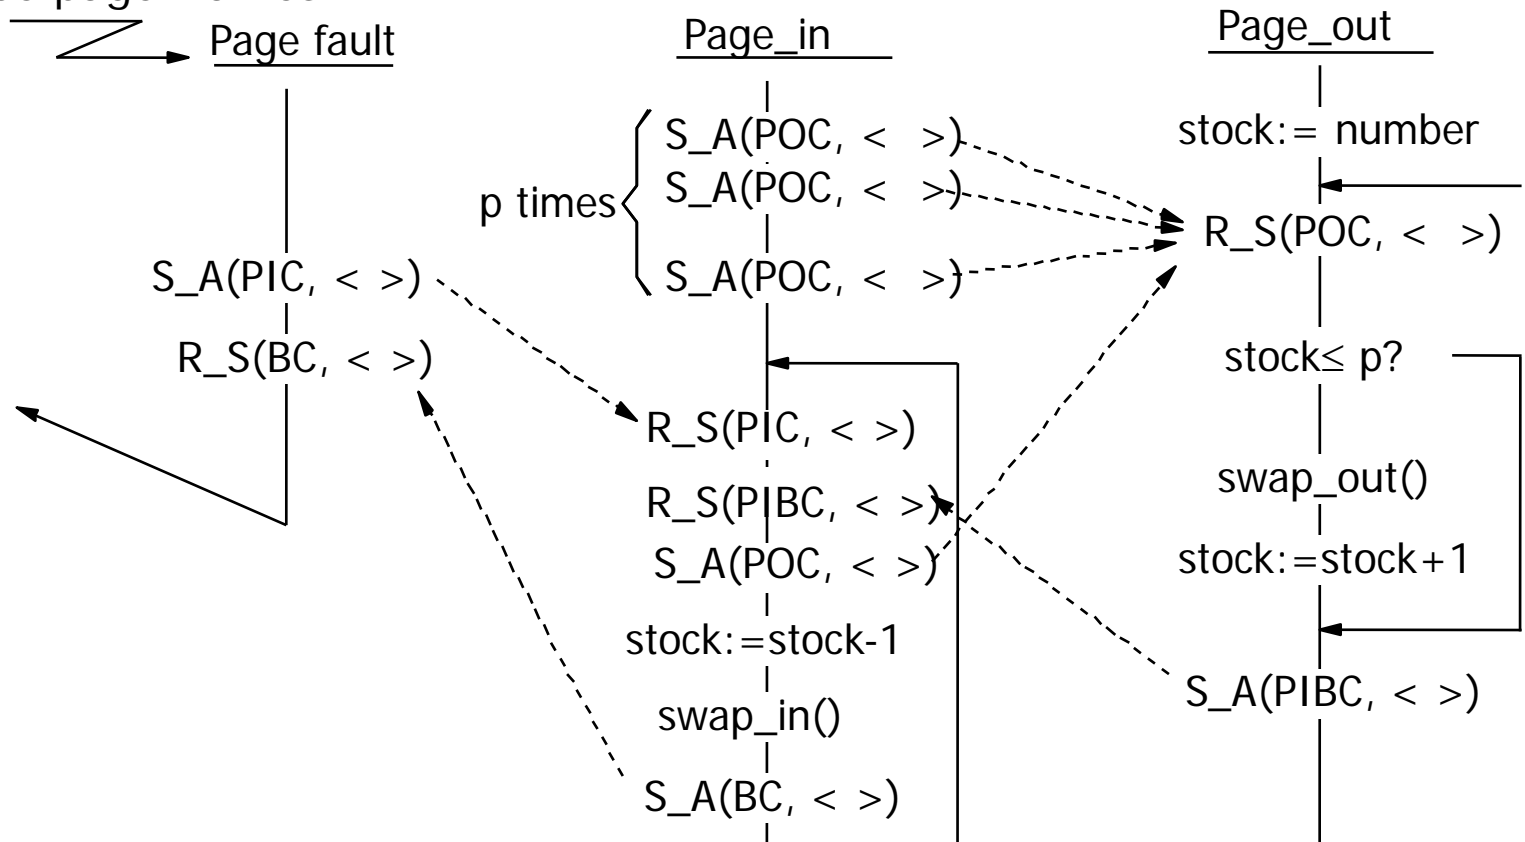 Page fault
S_A(PIC, < >)
R_S(BC, < >)
Page_in
p times
S_A(POC, < >)
S_A(POC, < >)
S_A(POC, < >)
R_S(PIC, < >)
R_S(PIBC, < >)
S_A(POC, < >)
stock:=stock-1
swap_in()
S_A(BC, < >)
Page_out
stock:= number
R_S(POC, < >)
stock≤ p?
swap_out()
stock:=stock+1
S_A(PIBC, < >)